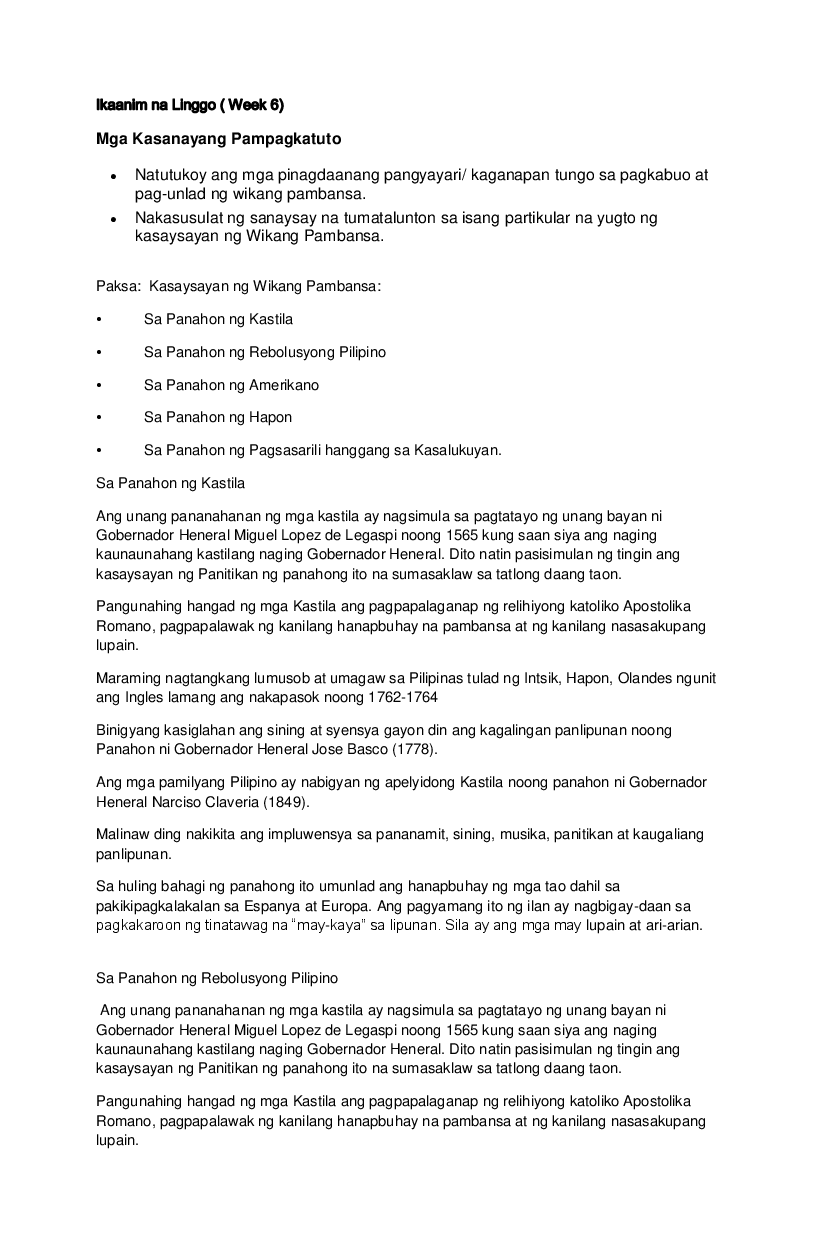 Ikaanim na Linggo ( Week 6)
Mga Kasanayang Pampagkatuto
• Natutukoy ang mga pinagdaanang pangyayari/ kaganapan tungo sa pagkabuo at
pag-unlad ng wikang pambansa.
• Nakasusulat ng sanaysay na tumatalunton sa isang partikular na yugto ng
kasaysayan ng Wikang Pambansa.
Paksa:  Kasaysayan ng Wikang Pambansa:
• Sa Panahon ng Kastila
• Sa Panahon ng Rebolusyong Pilipino
• Sa Panahon ng Amerikano
• Sa Panahon ng Hapon
• Sa Panahon ng Pagsasarili hanggang sa Kasalukuyan.
Sa Panahon ng Kastila
Ang unang pananahanan ng mga kastila ay nagsimula sa pagtatayo ng unang bayan ni
Gobernador Heneral Miguel Lopez de Legaspi noong 1565 kung saan siya ang naging
kaunaunahang kastilang naging Gobernador Heneral. Dito natin pasisimulan ng tingin ang
kasaysayan ng Panitikan ng panahong ito na sumasaklaw sa tatlong daang taon.
Pangunahing hangad ng mga Kastila ang pagpapalaganap ng relihiyong katoliko Apostolika
Romano, pagpapalawak ng kanilang hanapbuhay na pambansa at ng kanilang nasasakupang
lupain.
Maraming nagtangkang lumusob at umagaw sa Pilipinas tulad ng Intsik, Hapon, Olandes ngunit
ang Ingles lamang ang nakapasok noong 1762-1764
Binigyang kasiglahan ang sining at syensya gayon din ang kagalingan panlipunan noong
Panahon ni Gobernador Heneral Jose Basco (1778).
Ang mga pamilyang Pilipino ay nabigyan ng apelyidong Kastila noong panahon ni Gobernador
Heneral Narciso Claveria (1849).
Malinaw ding nakikita ang impluwensya sa pananamit, sining, musika, panitikan at kaugaliang
panlipunan.
Sa huling bahagi ng panahong ito umunlad ang hanapbuhay ng mga tao dahil sa
pakikipagkalakalan sa Espanya at Europa. Ang pagyamang ito ng ilan ay nagbigay-daan sa
pagkakaroon ng tinatawag na “may-kaya” sa lipunan. Sila ay ang mga may lupain at ari-arian.
Sa Panahon ng Rebolusyong Pilipino
Ang unang pananahanan ng mga kastila ay nagsimula sa pagtatayo ng unang bayan ni
Gobernador Heneral Miguel Lopez de Legaspi noong 1565 kung saan siya ang naging
kaunaunahang kastilang naging Gobernador Heneral. Dito natin pasisimulan ng tingin ang
kasaysayan ng Panitikan ng panahong ito na sumasaklaw sa tatlong daang taon.
Pangunahing hangad ng mga Kastila ang pagpapalaganap ng relihiyong katoliko Apostolika
Romano, pagpapalawak ng kanilang hanapbuhay na pambansa at ng kanilang nasasakupang
lupain.